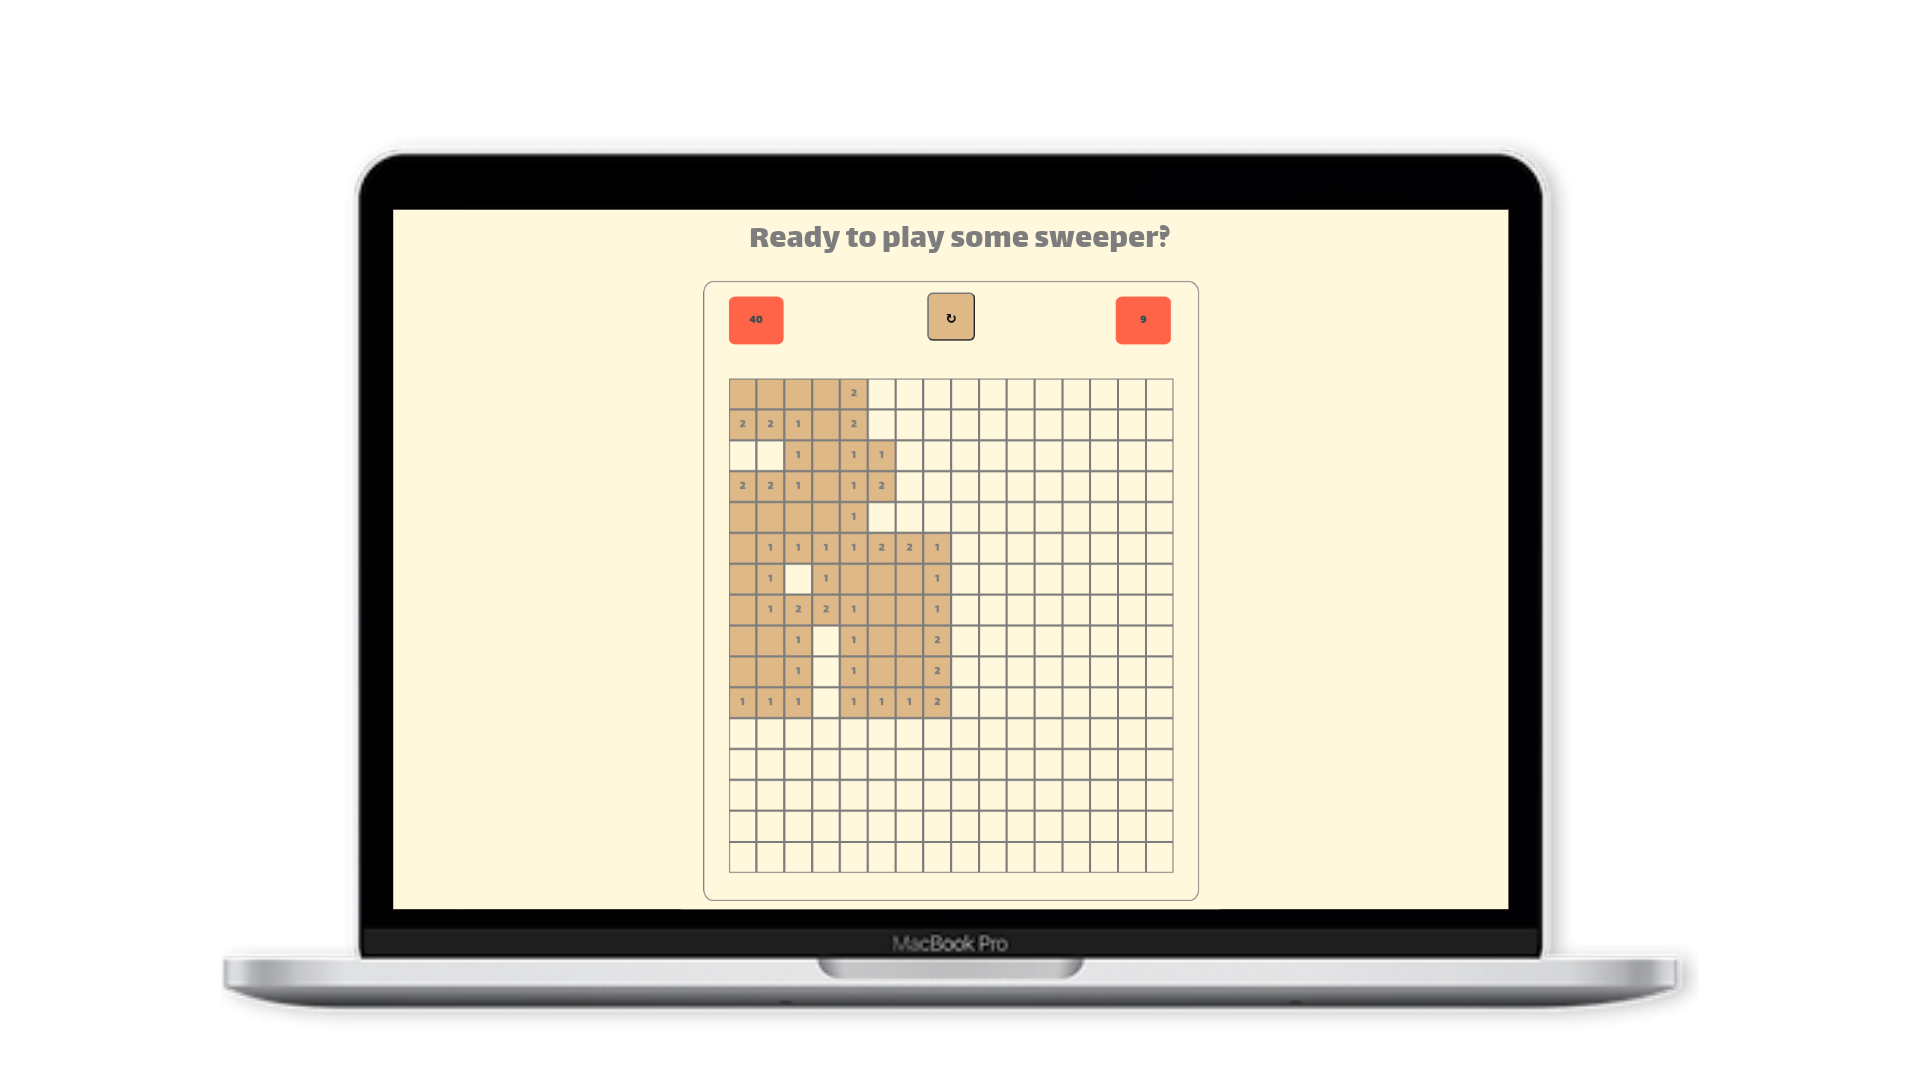 Ready to play some sweeper?
40 ↻ 9
2
2 2 1 2
1 1 1
2 2 1 1 2
1
1 1 1 1 2 2 1
1 1 1
1 2 2 1 1
1 1 2
1 1 2
1 1 1 1 1 1 2
MacBook Pro